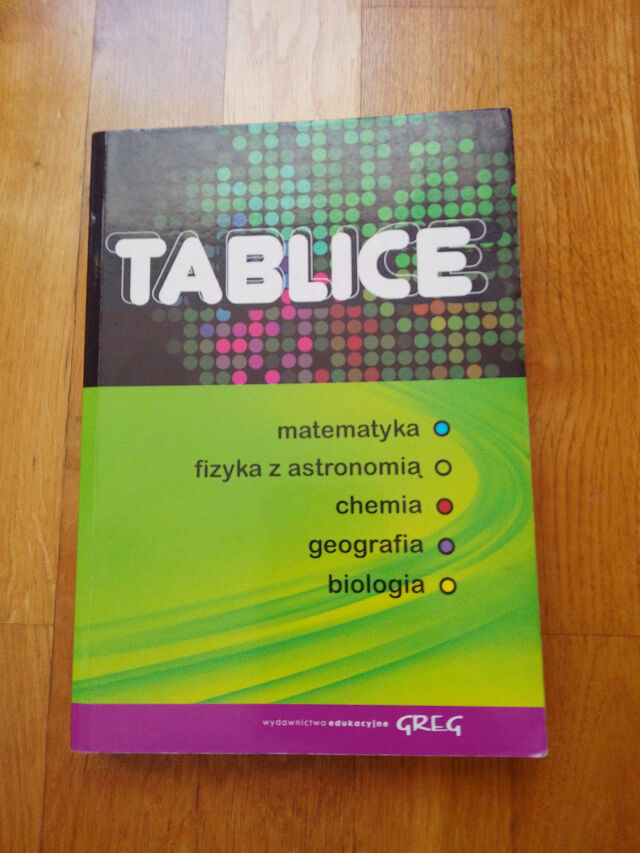 TABLICE
matematyka
fizyka z astronomią
chemia
geografia
biologia
wydawnictwo edukacyjne GREG